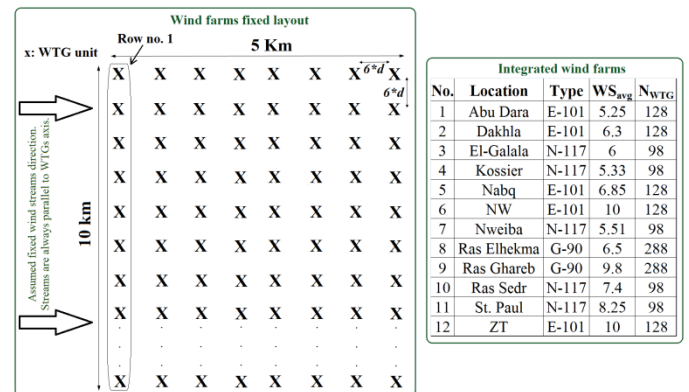 Wind farms fixed layout
x: WTG unit
Row no. 1
5 Km
X X X X X X X 6*d X
6*d
X X X X X X X X
X X X X X X X X
X X X X X X X X
X X X X X X X X
X X X X X X X X
X X X X X X X X
X X X X X X X X
X X X X X X X X
10 km
Assumed fixed wind streams direction.
Streams are always parallel to WTGs axis.
Integrated wind farms
No. Location Type WSavg NWTG
1 Abu Dara E-101 5.25 128
2 Dakhla E-101 6.3 128
3 El-Galala N-117 6 98
4 Kossier N-117 5.33 98
5 Nabq E-101 6.85 128
6 NW E-101 10 128
7 Nweiba N-117 5.51 98
8 Ras Elhekma G-90 6.5 288
9 Ras Ghareb G-90 9.8 288
10 Ras Sedr N-117 7.4 98
11 St. Paul N-117 8.25 98
12 ZT E-101 10 128